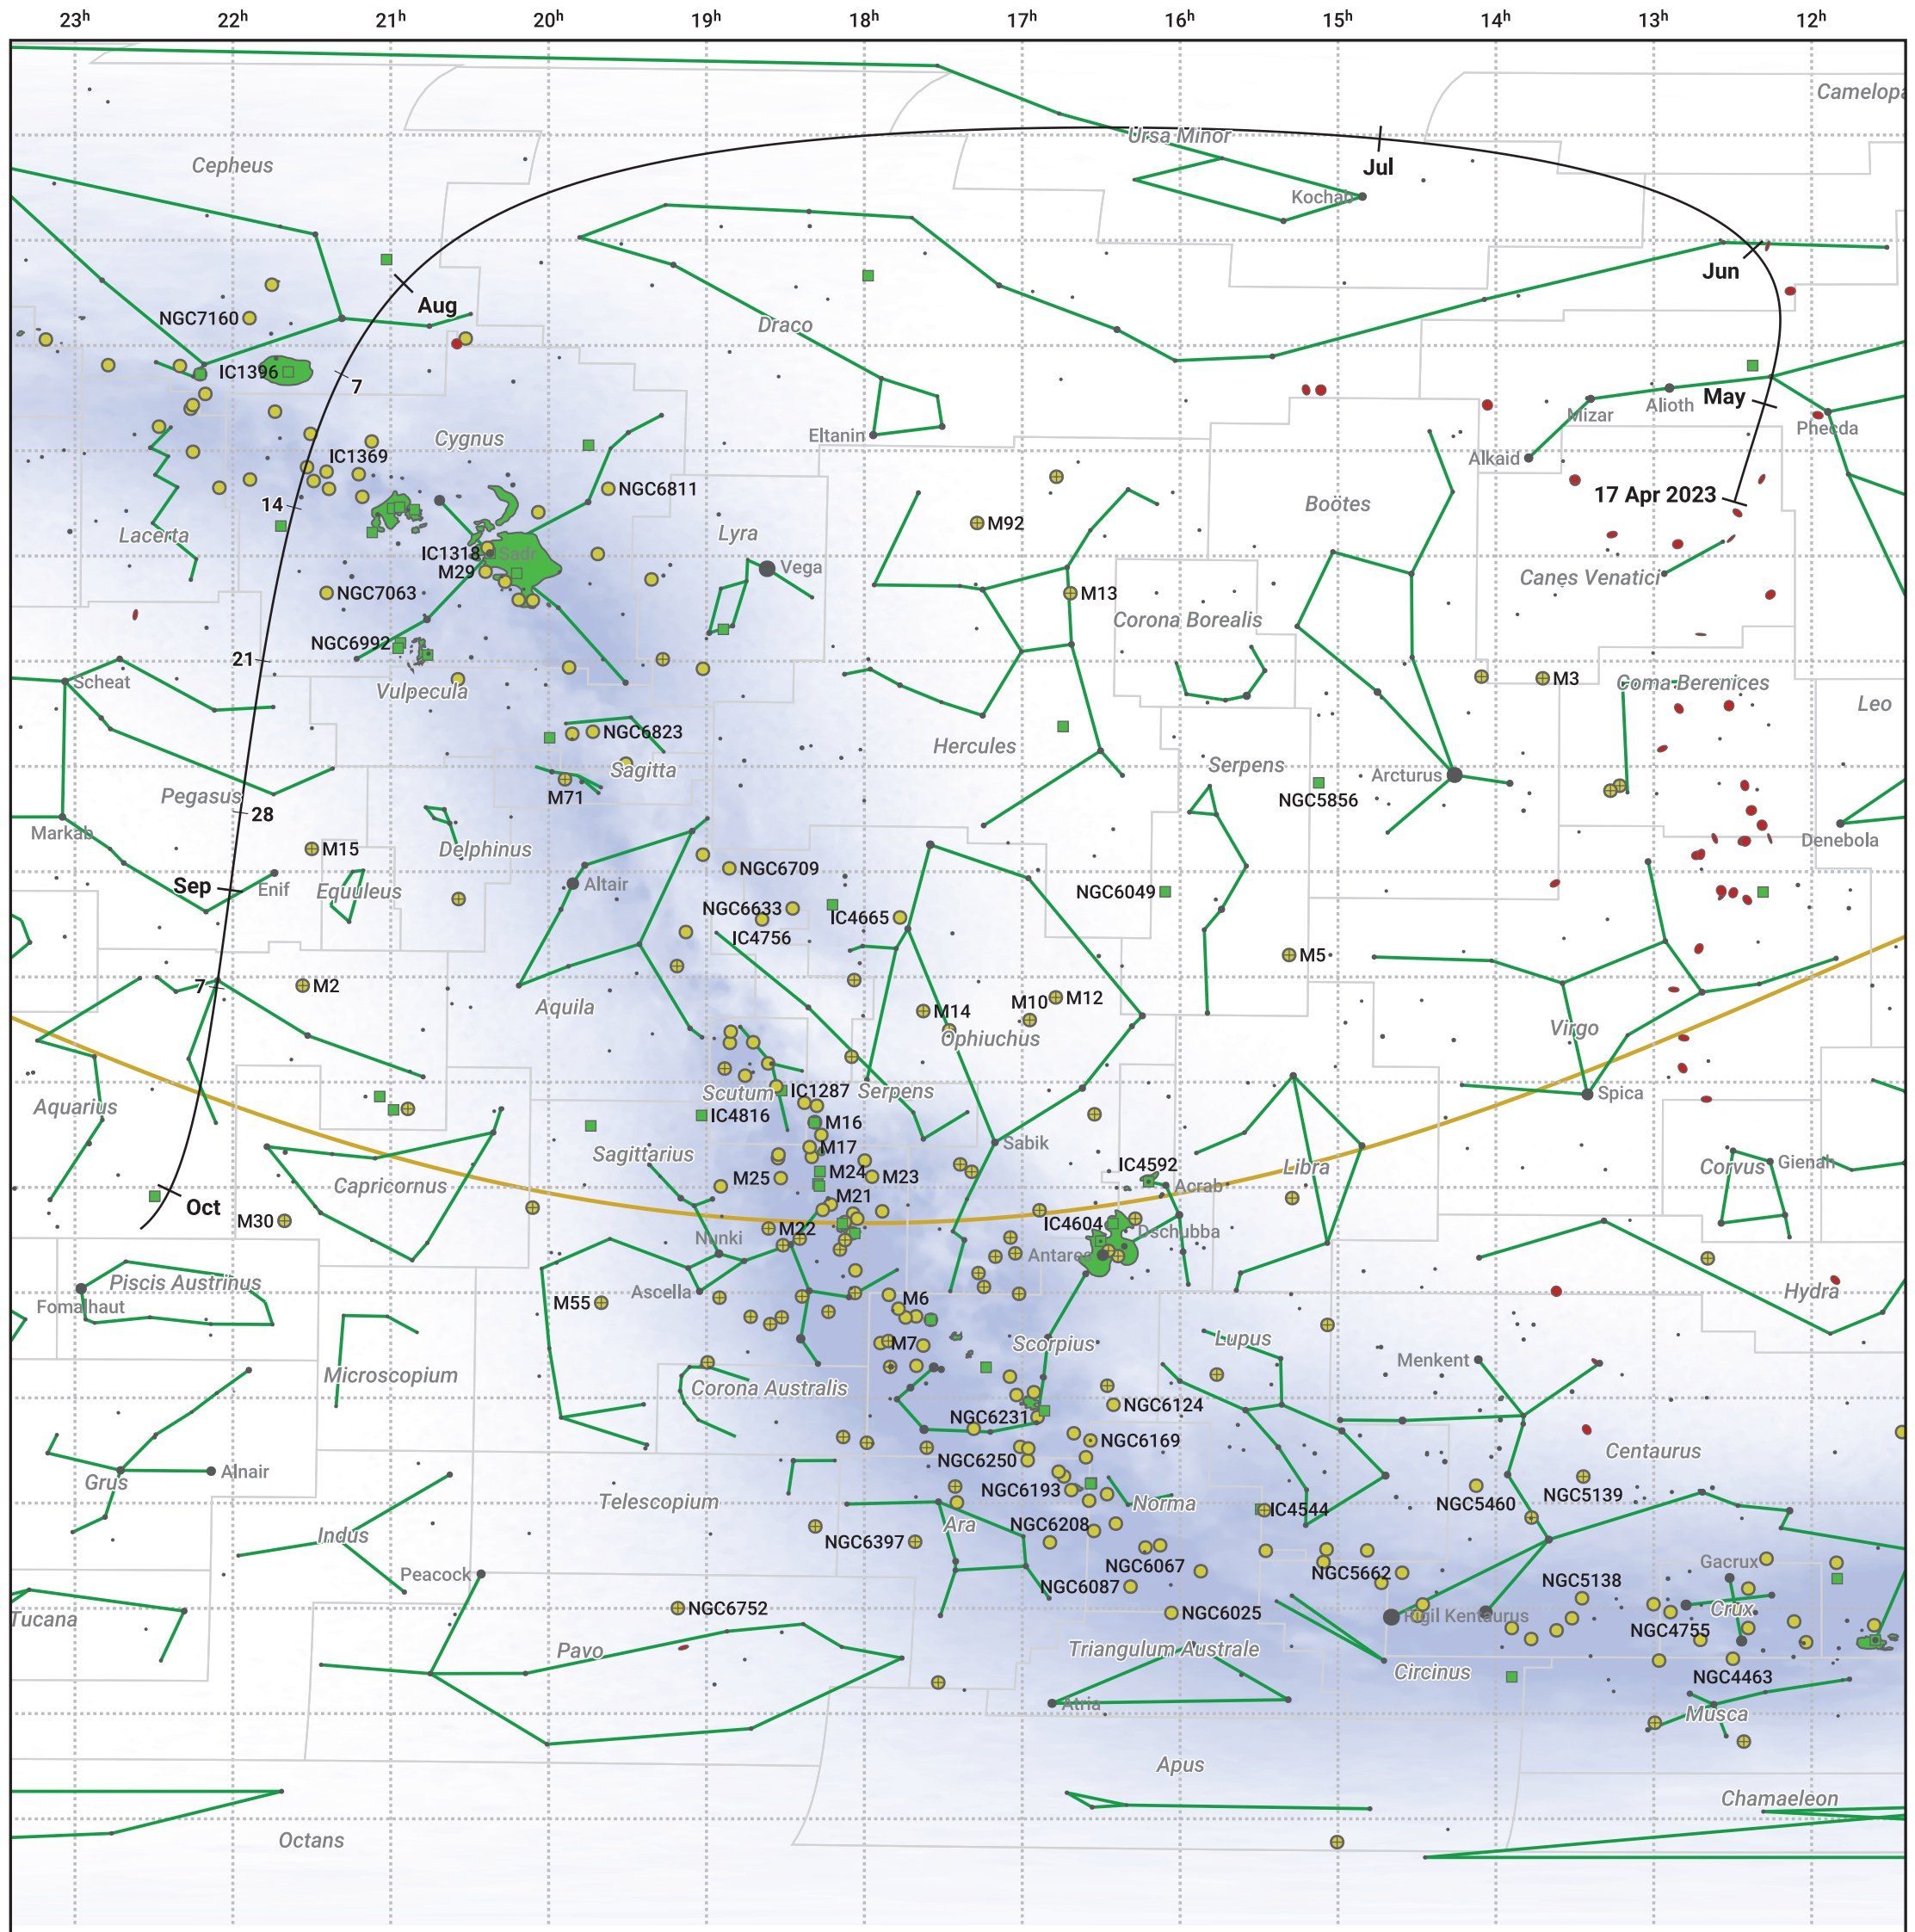 23h 22h 21h 20h 19h 18h 17h 16h 15h 14h 13h 12h
Camelopa
Ursa Minor
Cepheus
Jul
Kochab
Jun
Aug
NGC7160
Draco
IC1396
7
May
Mizar
Alioth
Phecda
Eltanin
Cygnus
IC1369
Alkaid
NGC6811
17 Apr 2023
14
Boötes
M92
Lacerta
Lyra
IC1318
Sadr
M29
Vega
Canes Venatici
NGC7063
M13
Corona Borealis
NGC6992
21
Scheat
Vulpecula
M3
Coma Berenices
Leo
NGC6823
Hercules
Sagitta
Serpens
Arcturus
Pegasus
M71
NGC5856
28
Markab
Denebola
M15
Delphinus
NGC6709
Sep
Enif
Equuleus
Altair
NGC6049
NGC6633
IC4665
IC4756
M5
7
M2
Aquila
M10
M12
M14
Ophiuchus
Virgo
Scutum
IC1287
Serpens
Spica
Aquarius
IC4816
M16
M17
Sabik
Sagittarius
Libra
Corvus
Gienah
IC4592
M25
M24
M23
Acrab
Capricornus
M21
Oct
M30
M22
IC4604
Dschubba
Nunki
Antares
Piscis Austrinus
Fomalhaut
Ascella
M55
M6
Hydra
M7
Scorpius
Lupus
Menkent
Microscopium
Corona Australis
NGC6124
NGC6231
NGC6169
Centaurus
NGC6250
Grus
Alnair
NGC6193
Telescopium
Norma
NGC5460
NGC5139
IC4544
Indus
Ara
NGC6208
NGC6397
NGC6067
Gacrux
Peacock
NGC6087
NGC5662
NGC5138
NGC6752
NGC6025
Crux
Tucana
Rigil Kentaurus
NGC4755
Pavo
Triangulum Australe
Circinus
NGC4463
Atria
Musca
Apus
Chamaeleon
Octans